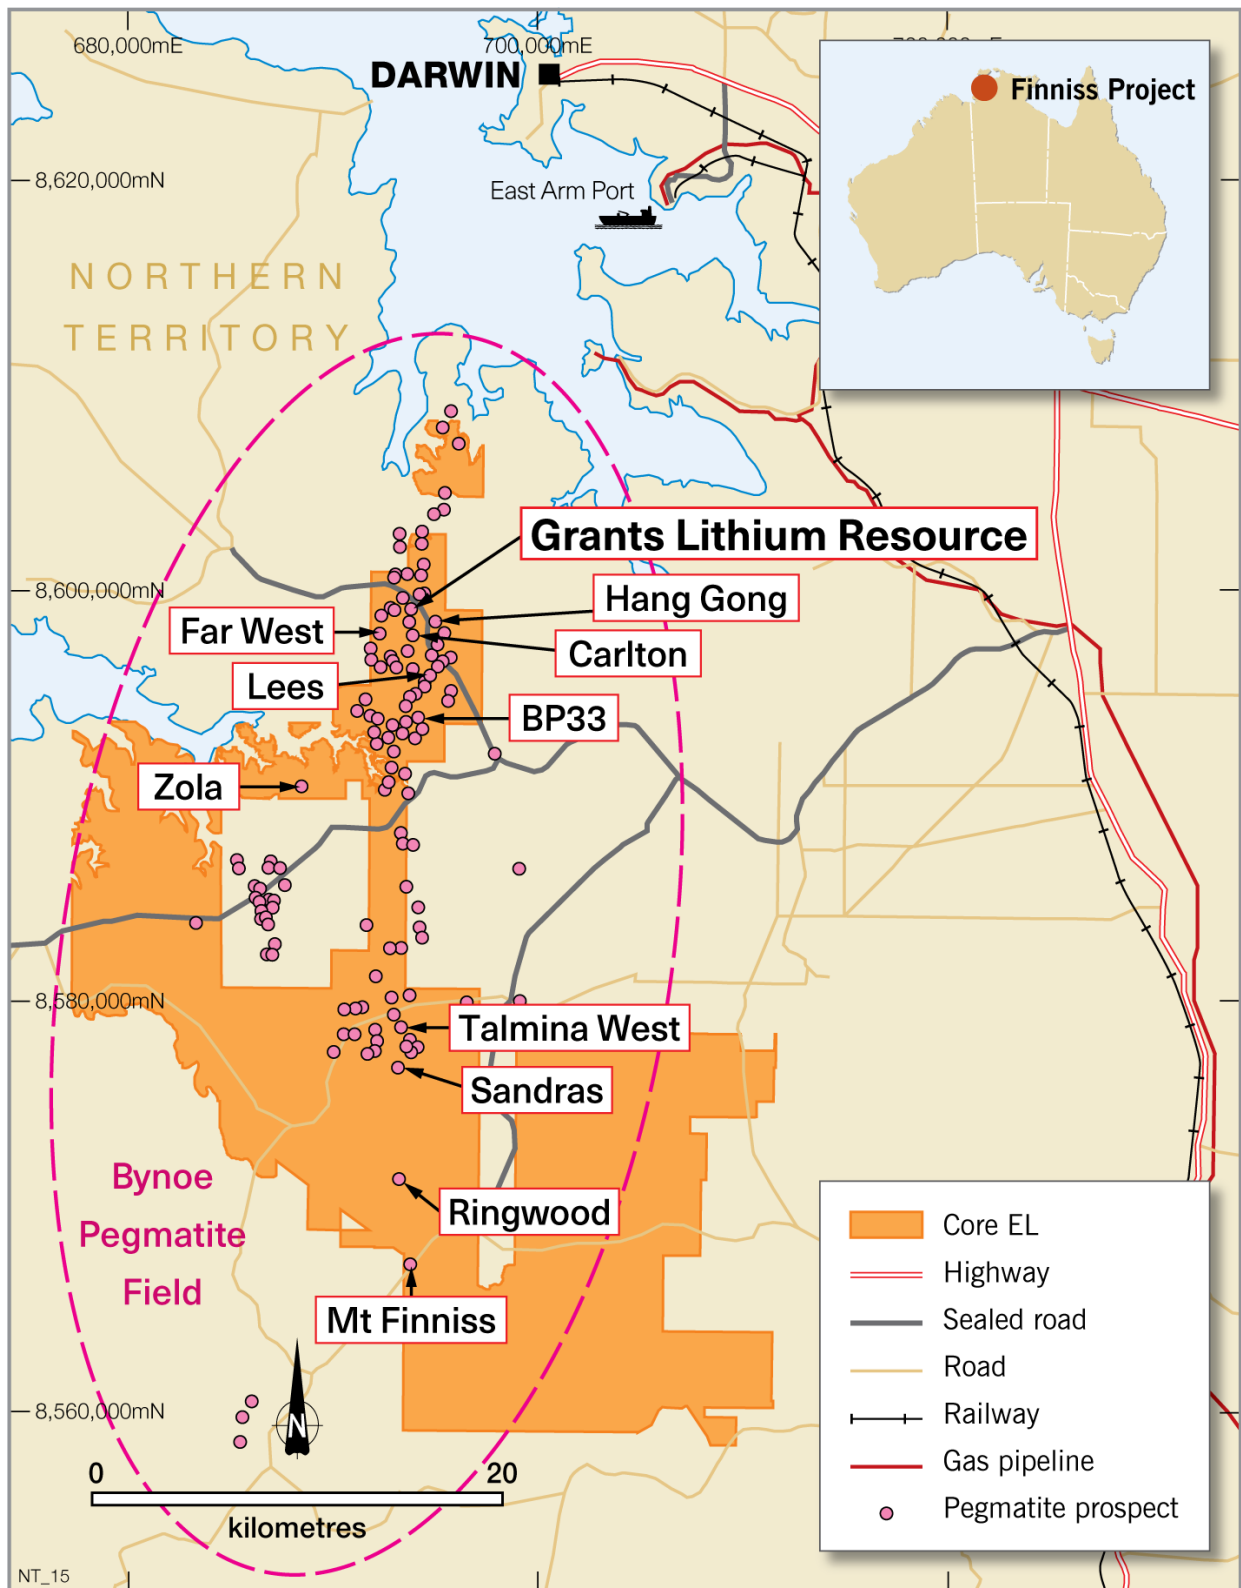 680,000mE
700,000mE
DARWIN
Finniss Project
8,620,000mN
East Arm Port
NORTHERN
TERRITORY
Grants Lithium Resource
8,600,000mN
Hang Gong
Far West
Carlton
Lees
BP33
Zola
8,580,000mN
Talmina West
Sandras
Bynoe
Pegmatite
Field
Ringwood
Mt Finniss
8,560,000mN
N
0
20
kilometres
Core EL
Highway
Sealed road
Road
Railway
Gas pipeline
Pegmatite prospect
NT_15